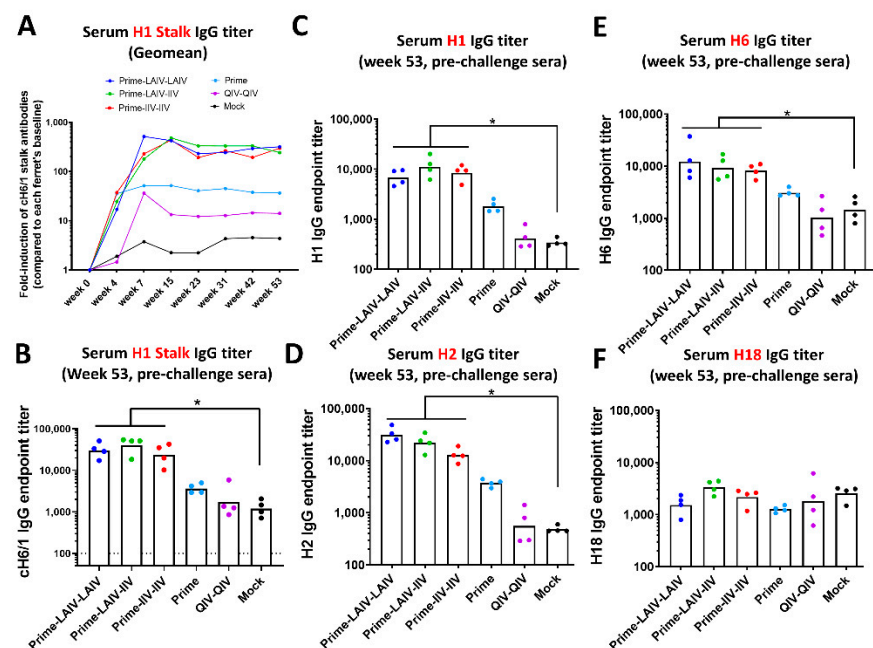 A
Serum H1 Stalk IgG titer
(Geomean)
Prime-LAIV-LAIV
Prime-LAIV-IIV
Prime-IIV-IIV
Prime
QIV-QIV
Mock
Fold-induction of cH6/1 stalk antibodies
(compared to each ferret's baseline)
1,000
100
10
1
week 0
week 4
week 7
week 15
week 23
week 31
week 42
week 53
B
Serum H1 Stalk IgG titer
(Week 53, pre-challenge sera)
*
cH6/1 IgG endpoint titer
100,000
10,000
1,000
100
Prime-LAIV-LAIV
Prime-LAIV-IIV
Prime-IIV-IIV
Prime
QIV-QIV
Mock
C
Serum H1 IgG titer
(week 53, pre-challenge sera)
*
H1 IgG endpoint titer
100,000
10,000
1,000
100
Prime-LAIV-LAIV
Prime-LAIV-IIV
Prime-IIV-IIV
Prime
QIV-QIV
Mock
D
Serum H2 IgG titer
(week 53, pre-challenge sera)
*
H2 IgG endpoint titer
100,000
10,000
1,000
100
Prime-LAIV-LAIV
Prime-LAIV-IIV
Prime-IIV-IIV
Prime
QIV-QIV
Mock
E
Serum H6 IgG titer
(week 53, pre-challenge sera)
*
H6 IgG endpoint titer
100,000
10,000
1,000
100
Prime-LAIV-LAIV
Prime-LAIV-IIV
Prime-IIV-IIV
Prime
QIV-QIV
Mock
F
Serum H18 IgG titer
(week 53, pre-challenge sera)
H18 IgG endpoint titer
100,000
10,000
1,000
100
Prime-LAIV-LAIV
Prime-LAIV-IIV
Prime-IIV-IIV
Prime
QIV-QIV
Mock